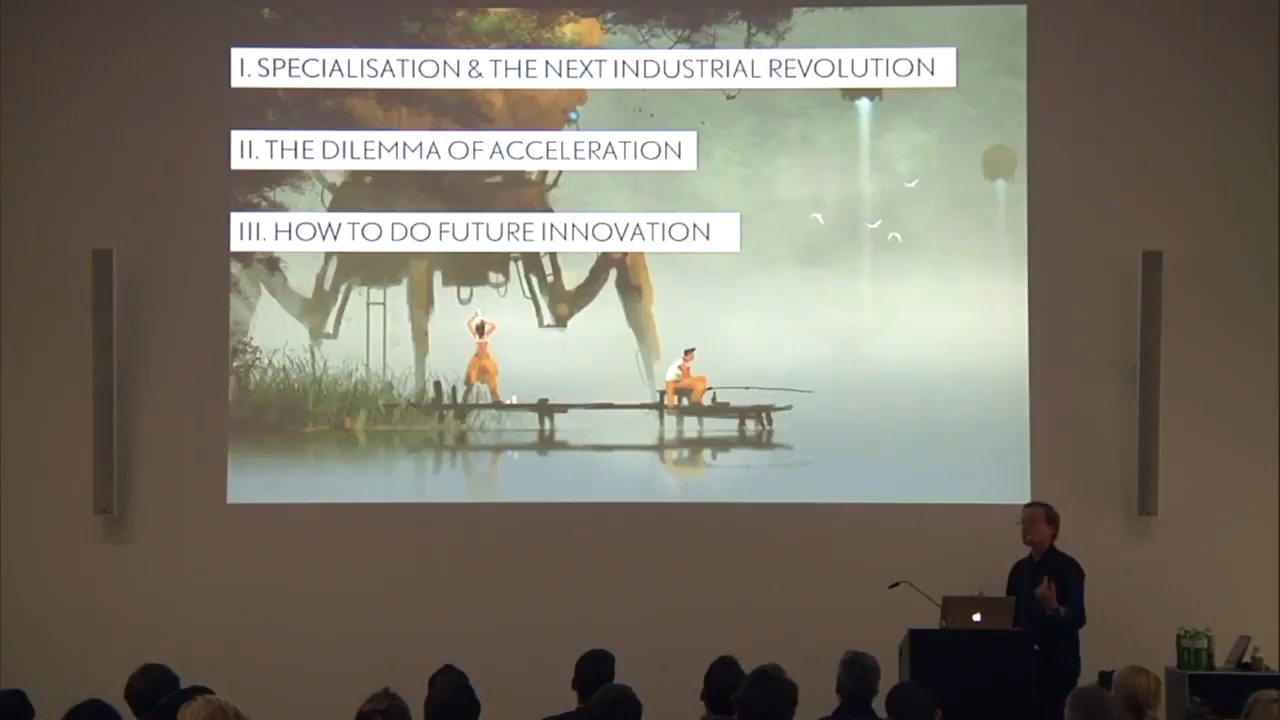 I. SPECIALISATION & THE NEXT INDUSTRIAL REVOLUTION
II. THE DILEMMA OF ACCELERATION
III. HOW TO DO FUTURE INNOVATION